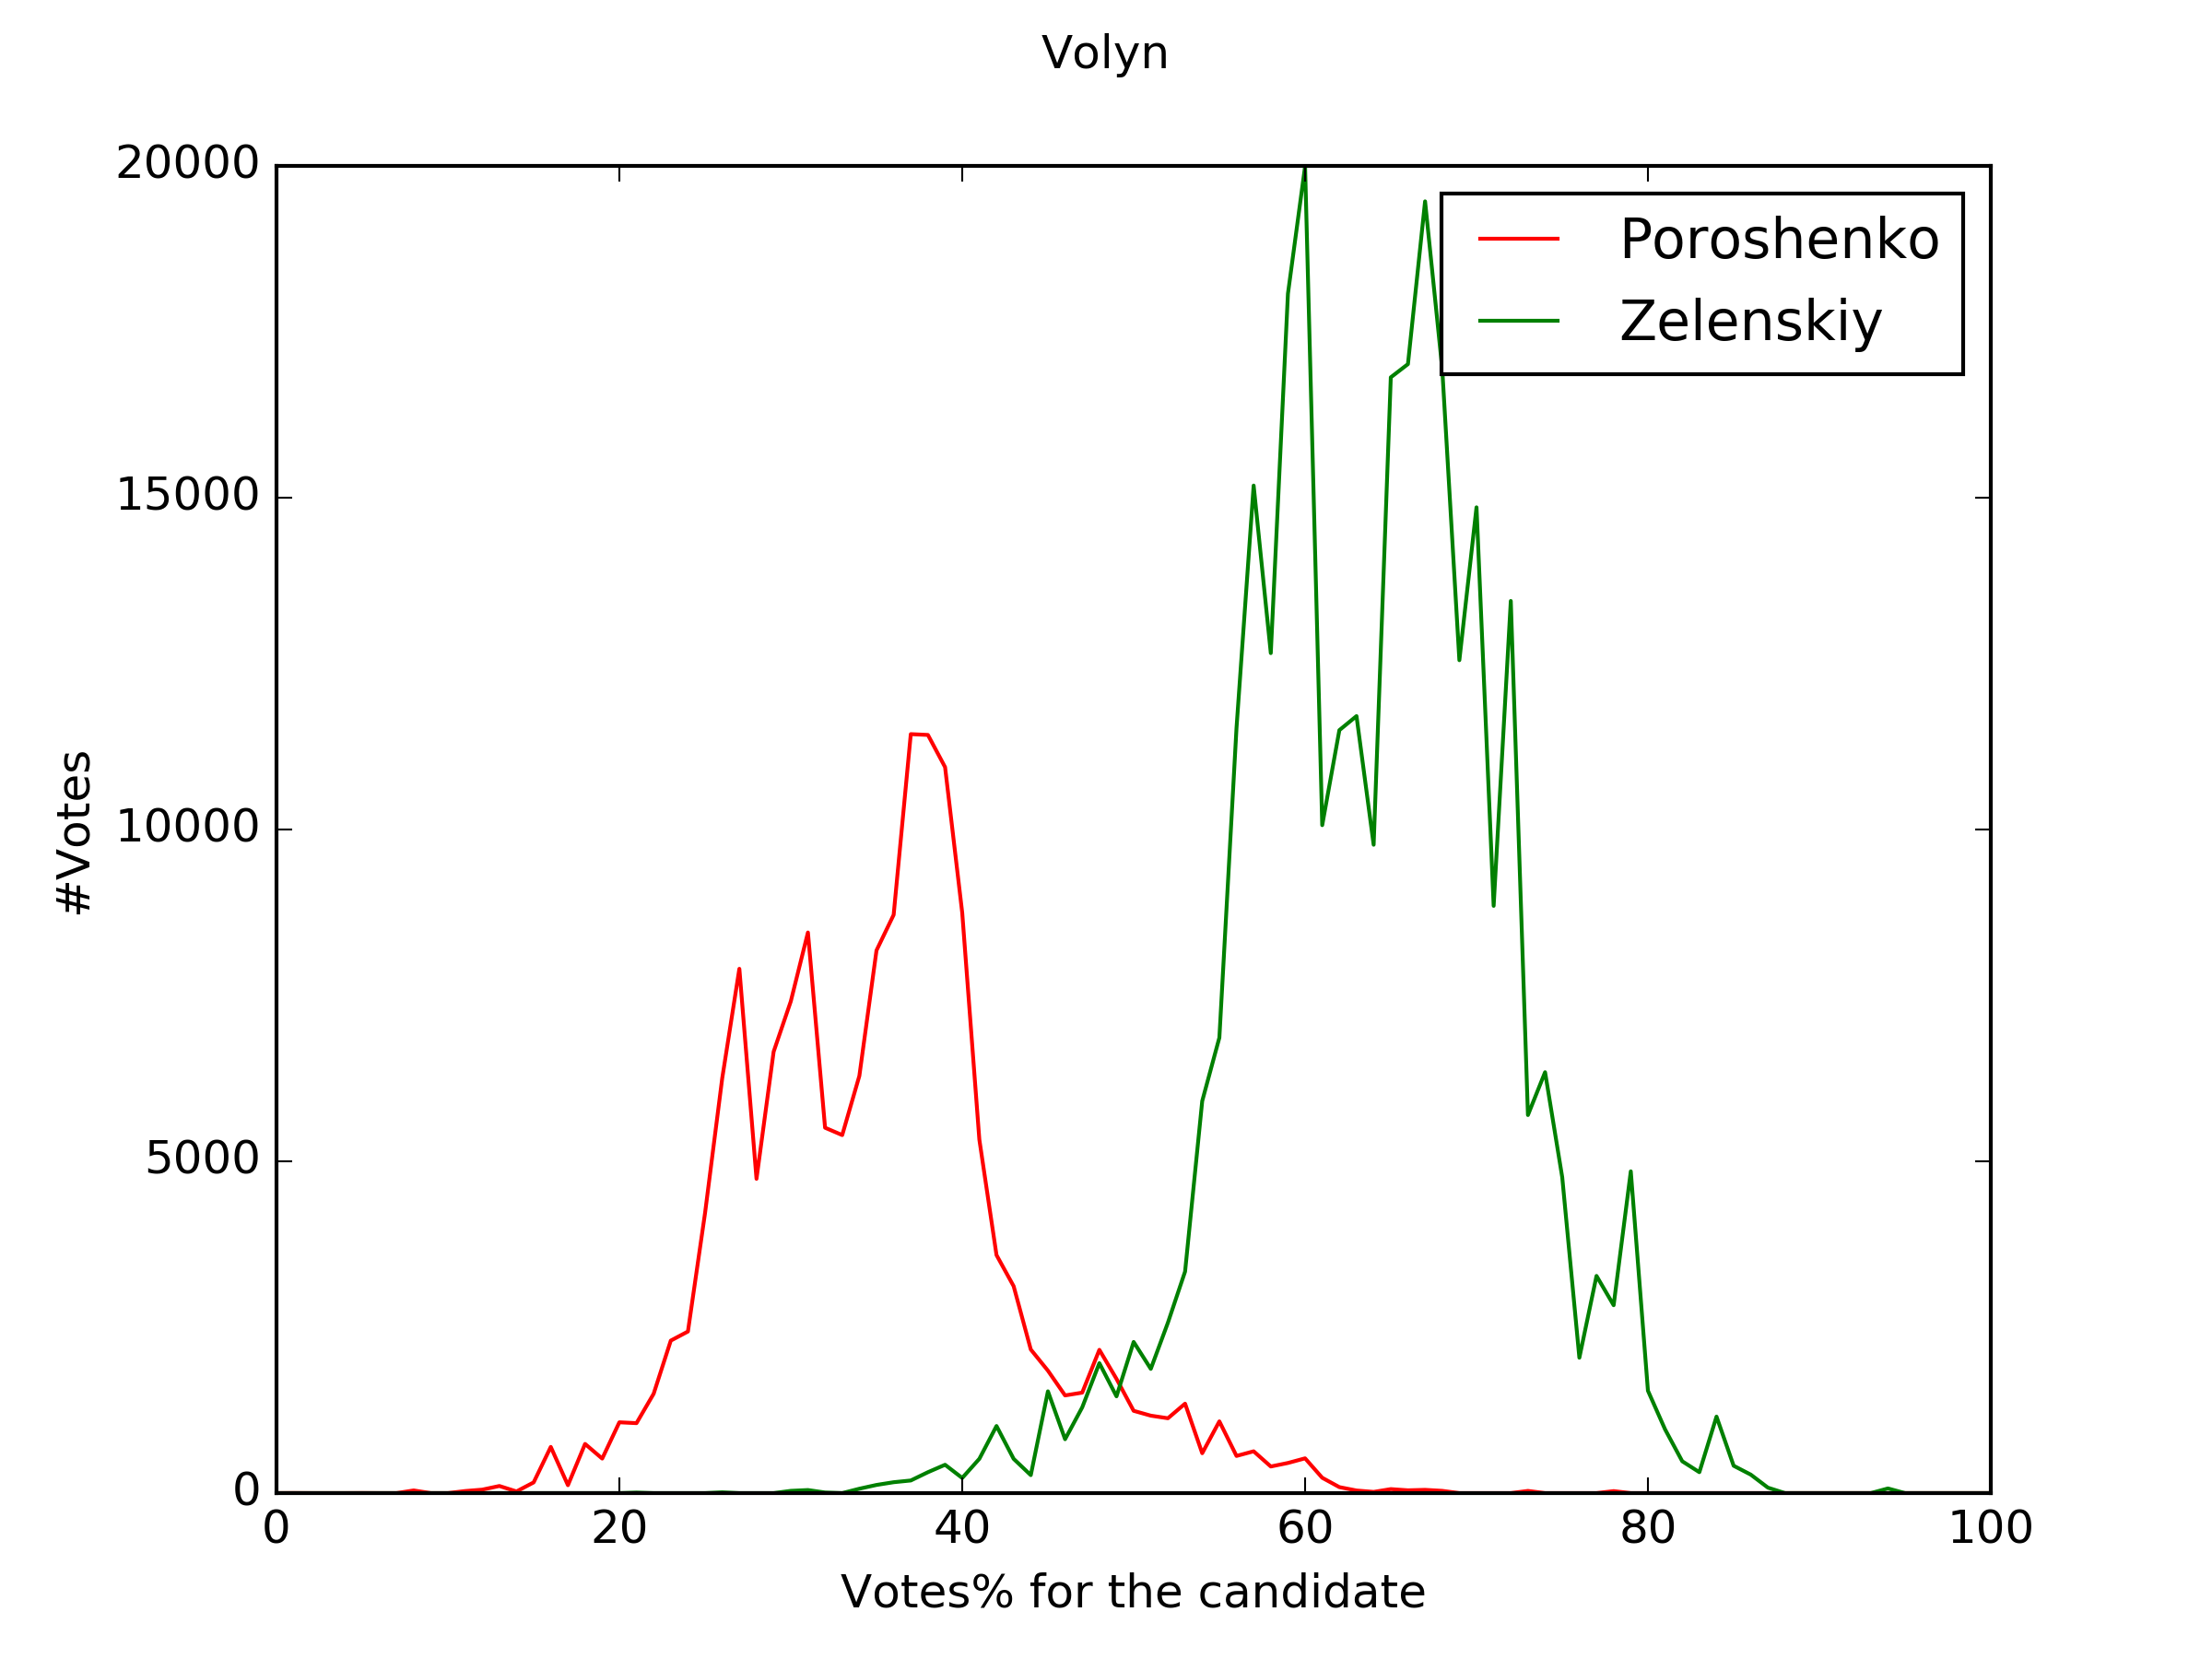 Volyn
20000
15000
10000
5000
0
#Votes
Poroshenko
Zelenskiy
0 20 40 60 80 100
Votes% for the candidate